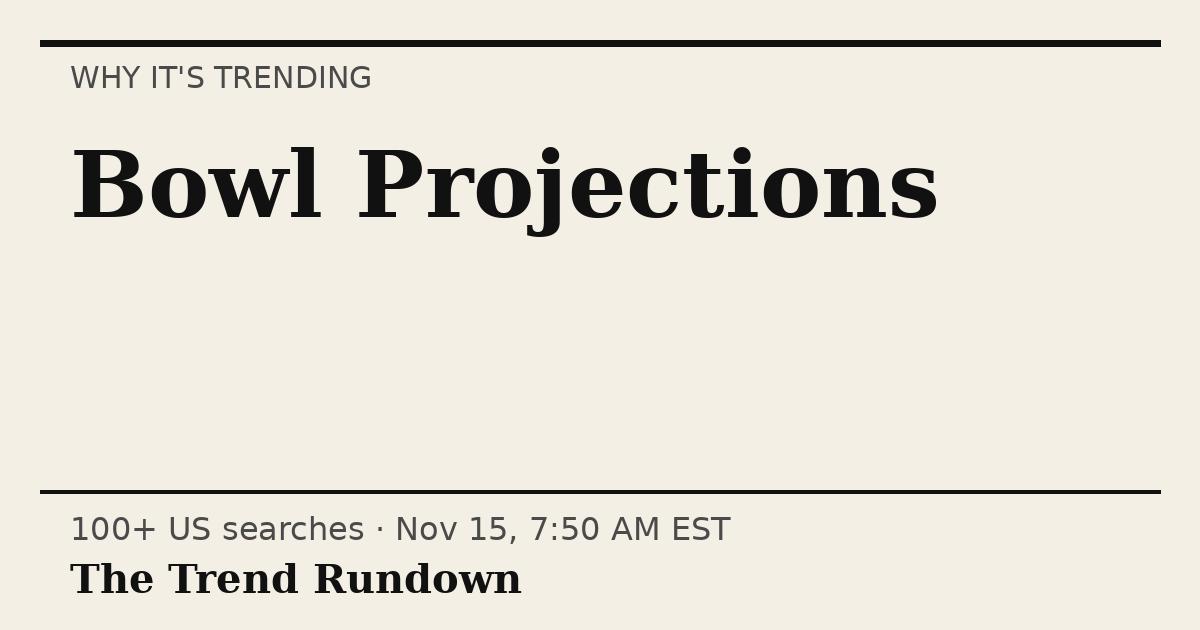 WHY IT'S TRENDING
Bowl Projections
100+ US searches · Nov 15, 7:50 AM EST
The Trend Rundown